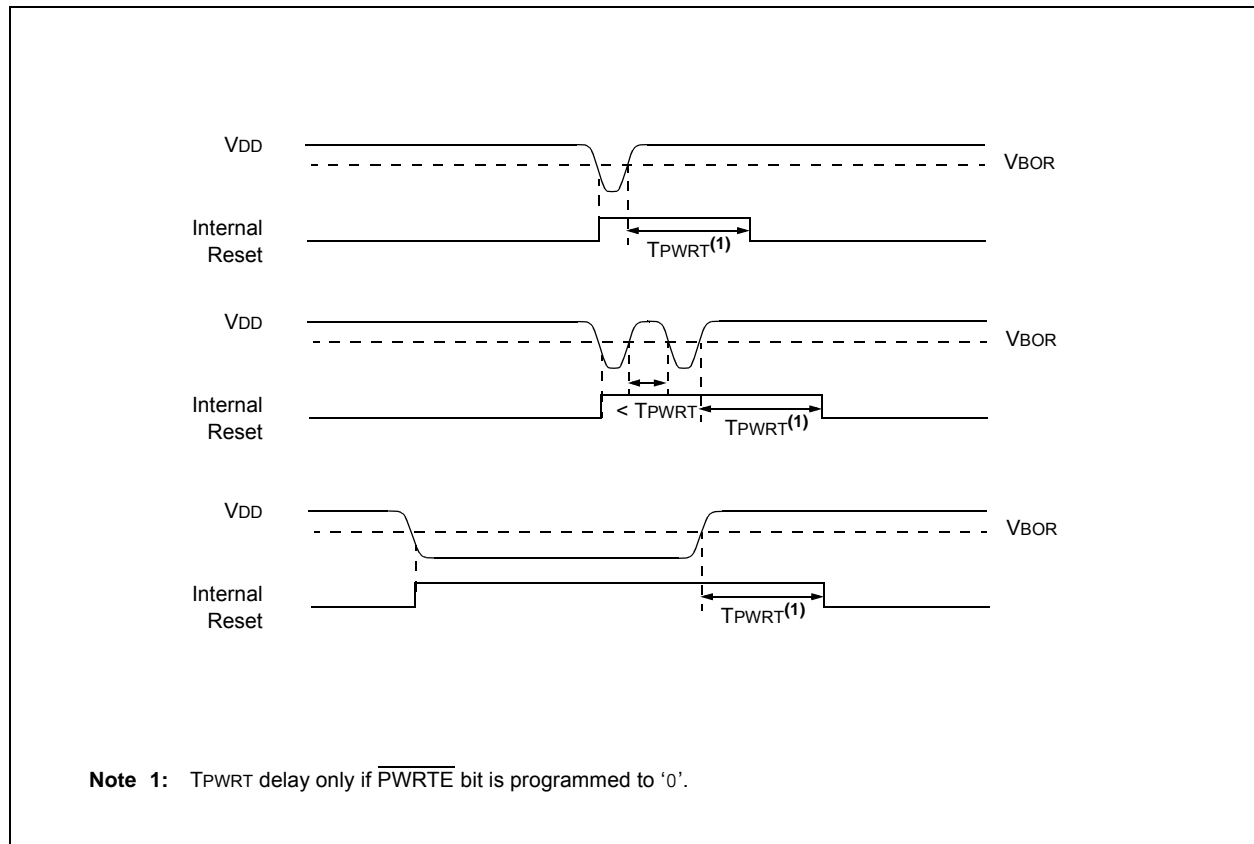 VDD
VBOR
Internal
Reset
TPWRT(1)
VDD
VBOR
Internal
Reset
< TPWRT
TPWRT(1)
VDD
VBOR
Internal
Reset
TPWRT(1)
Note 1: TPWRT delay only if PWRTE bit is programmed to ‘0’.